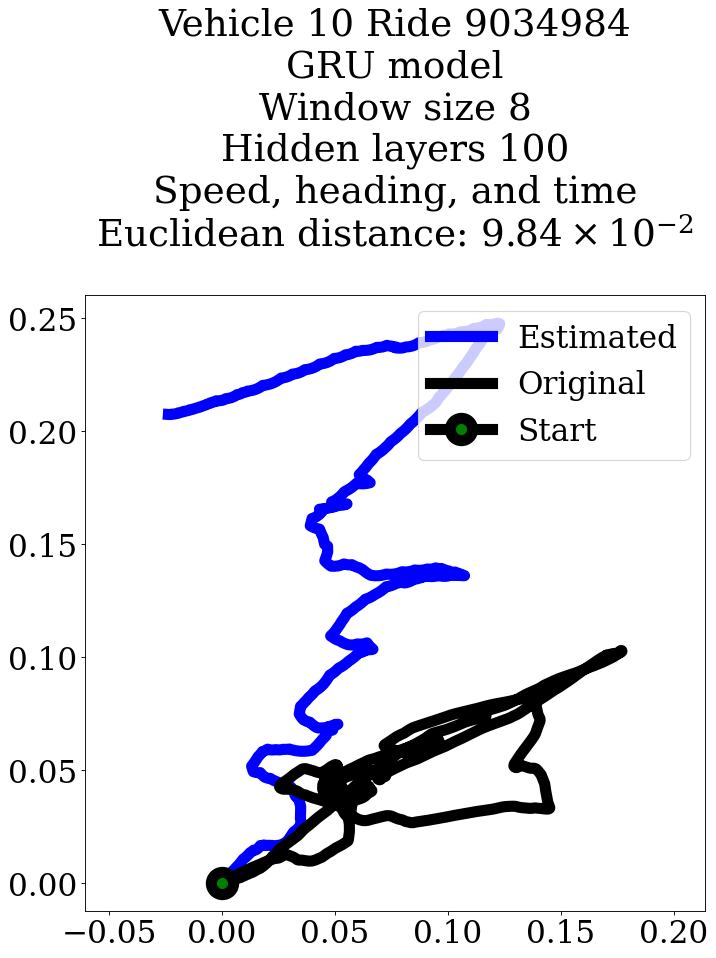 Vehicle 10 Ride 9034984
GRU model
Window size 8
Hidden layers 100
Speed, heading, and time
Euclidean distance: 9.84 × 10⁻²
0.25
0.20
0.15
0.10
0.05
0.00
Estimated
Original
Start
−0.05 0.00 0.05 0.10 0.15 0.20